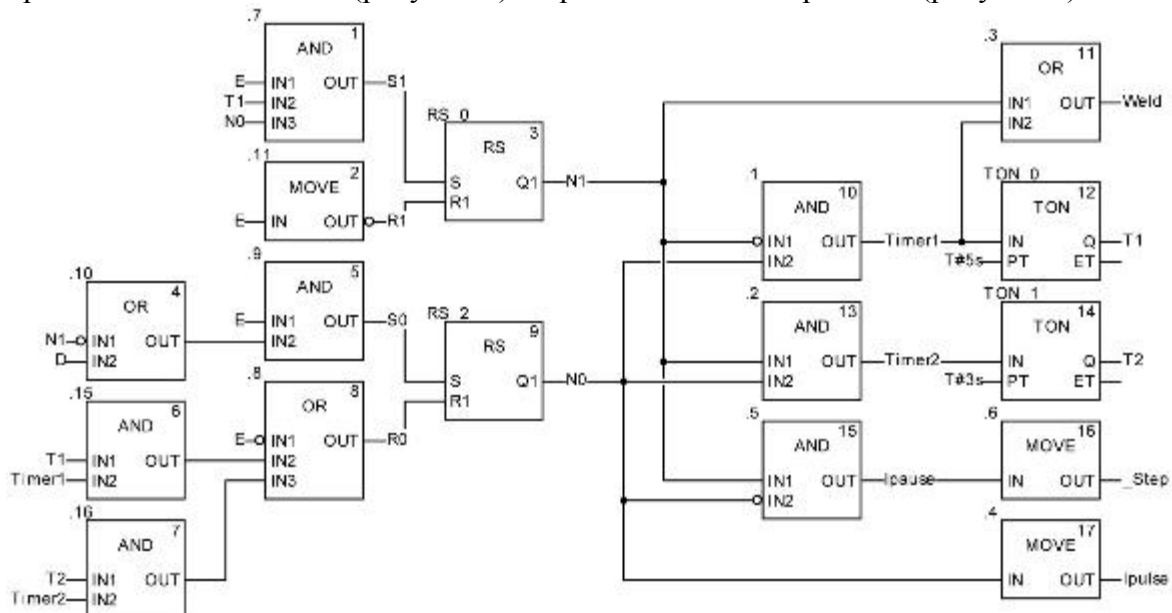 .7
1
AND
E IN1 OUT S1
T1 IN2
N0 IN3
.11
2
MOVE
E IN OUT R1
RS_0
3
RS
S Q1 N1
R1
.10
4
OR
N1 IN1 OUT
D IN2
.9
5
AND
E IN1 OUT S0
IN2
.15
6
AND
T1 IN1 OUT
Timer1 IN2
.8
8
OR
E IN1 OUT R0
IN2
IN3
.16
7
AND
T2 IN1 OUT
Timer2 IN2
RS_2
9
RS
S Q1 N0
R1
.3
11
OR
IN1 OUT Weld
IN2
1
10
AND
IN1 OUT Timer1
IN2
TON_0
12
TON
IN Q T1
T#5s PT ET
.2
13
AND
IN1 OUT Timer2
IN2
TON_1
14
TON
IN Q T2
T#3s PT ET
.5
15
AND
IN1 OUT Ipause
IN2
.6
16
MOVE
IN OUT _Step
.4
17
MOVE
IN OUT Ipulse